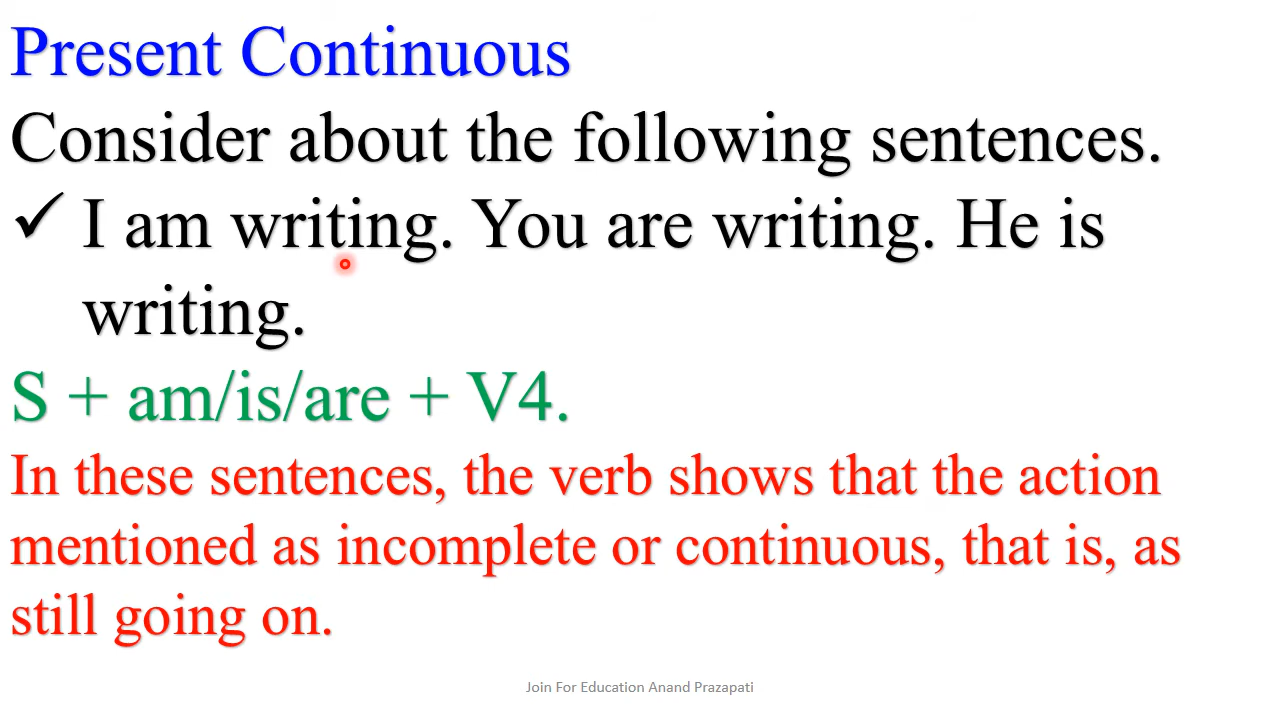 Present Continuous
Consider about the following sentences.
✓ I am writing. You are writing. He is
writing.
S + am/is/are + V4.
In these sentences, the verb shows that the action
mentioned as incomplete or continuous, that is, as
still going on.
Join For Education Anand Prazapati